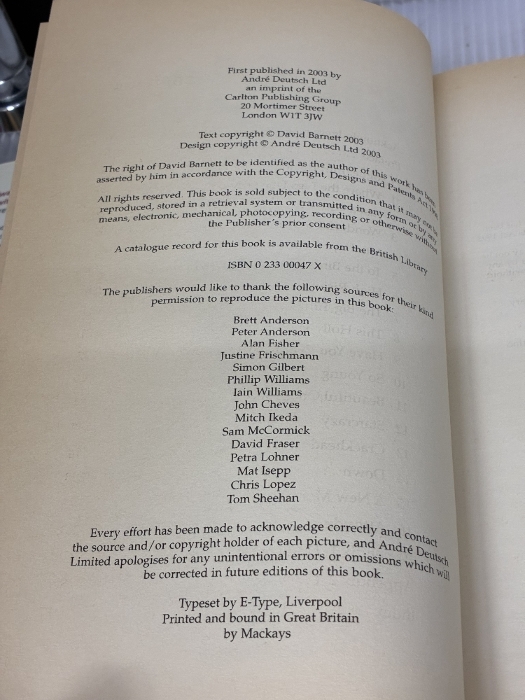 First published in 2003 by
André Deutsch Ltd
an imprint of the
Carlton Publishing Group
20 Mortimer Street
London W1T 3JW
Text copyright © David Barnett 2003
Design copyright © André Deutsch Ltd 2003
The right of David Barnett to be identified as the author of this work has been
asserted by him in accordance with the Copyright, Designs and Patents Act
All rights reserved. This book is sold subject to the condition that it may not be
reproduced, stored in a retrieval system or transmitted in any form or by any
means, electronic, mechanical, photocopying, recording or otherwise without
the Publisher's prior consent
A catalogue record for this book is available from the British Library
ISBN 0 233 00047 X
The publishers would like to thank the following sources for their kind
permission to reproduce the pictures in this book:
Brett Anderson
Peter Anderson
Alan Fisher
Justine Frischmann
Simon Gilbert
Phillip Williams
Iain Williams
John Cheves
Mitch Ikeda
Sam McCormick
David Fraser
Petra Lohner
Mat Isepp
Chris Lopez
Tom Sheehan
Every effort has been made to acknowledge correctly and contact
the source and/or copyright holder of each picture, and André Deutsch
Limited apologises for any unintentional errors or omissions which will
be corrected in future editions of this book.
Typeset by E-Type, Liverpool
Printed and bound in Great Britain
by Mackays